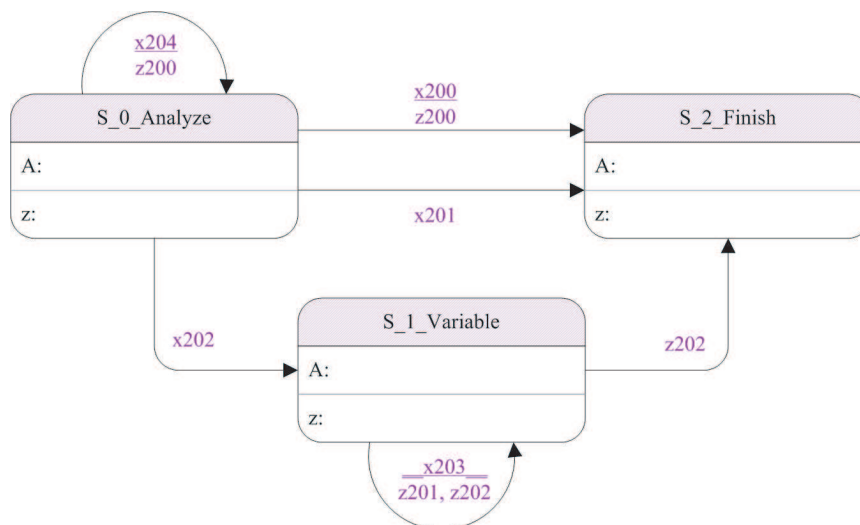 x204
z200
x200
z200
S_0_Analyze
S_2_Finish
A:
A:
x201
z:
z:
S_1_Variable
x202
z202
A:
z:
x203
z201, z202